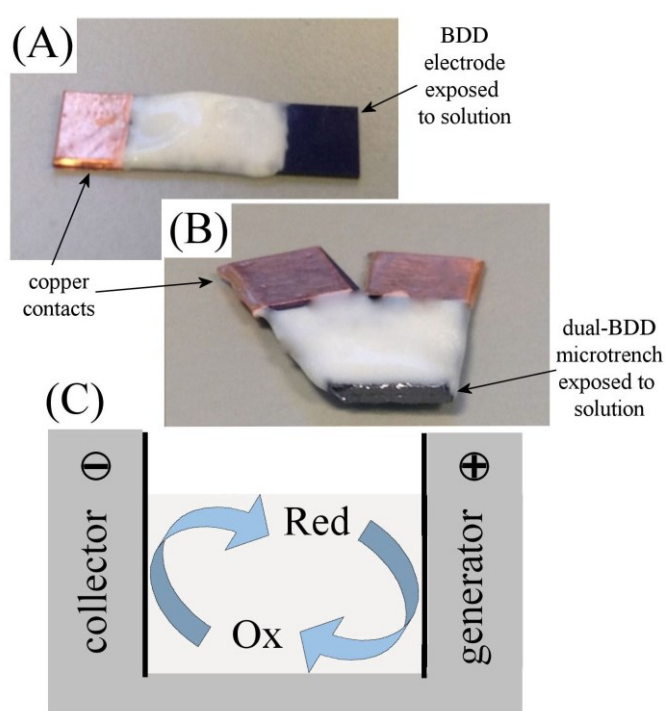 (A)
BDD
electrode
exposed
to solution
(B)
copper
contacts
dual-BDD
microtrench
exposed to
solution
(C)
collector
⊖
Red
Ox
generator
⊕